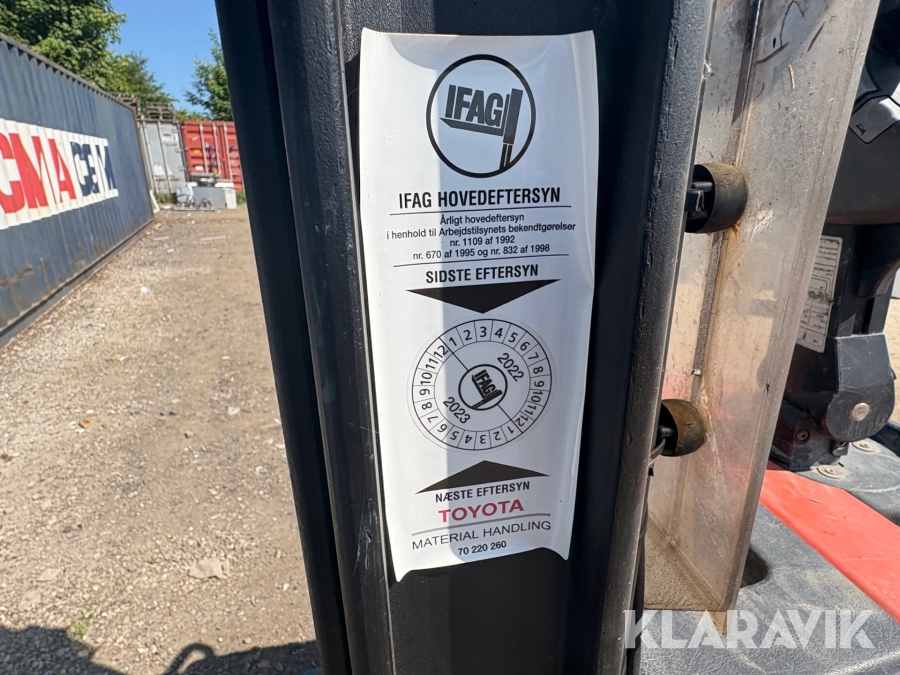 CMA CGM
IFAG
IFAG HOVEDEFTERSYN
Årligt hovedeftersyn
i henhold til Arbejdstilsynets bekendtgørelser
nr. 1109 af 1992
nr. 670 af 1995 og nr. 832 af 1998
SIDSTE EFTERSYN
1 2 3 4 5 6 7 8 9 10 11 12
2022
IFAG
2023
1 2 3 4 5 6 7 8 9 10 11 12
NÆSTE EFTERSYN
TOYOTA
MATERIAL HANDLING
70 220 260
KLARAVIK